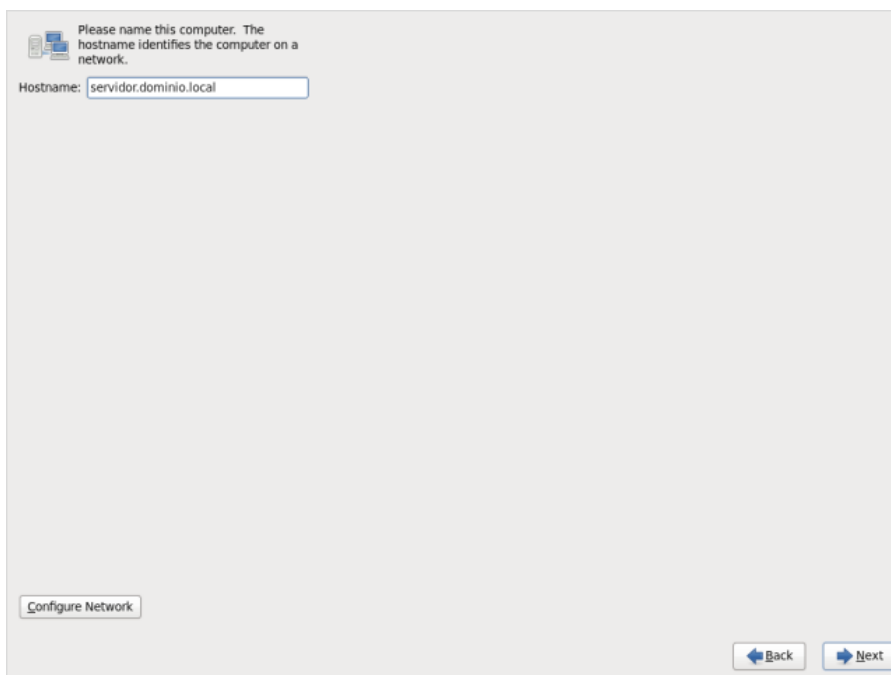 Please name this computer.  The
hostname identifies the computer on a
network.
Hostname: servidor.dominio.local
Configure Network
Back Next